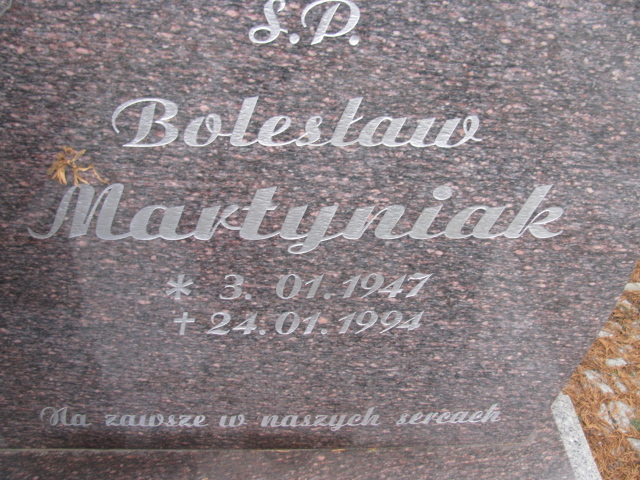 Ś.P.
Bolesław
Martyniak
* 3. 01. 1947
+ 24. 01. 1994
Na zawsze w naszych sercach